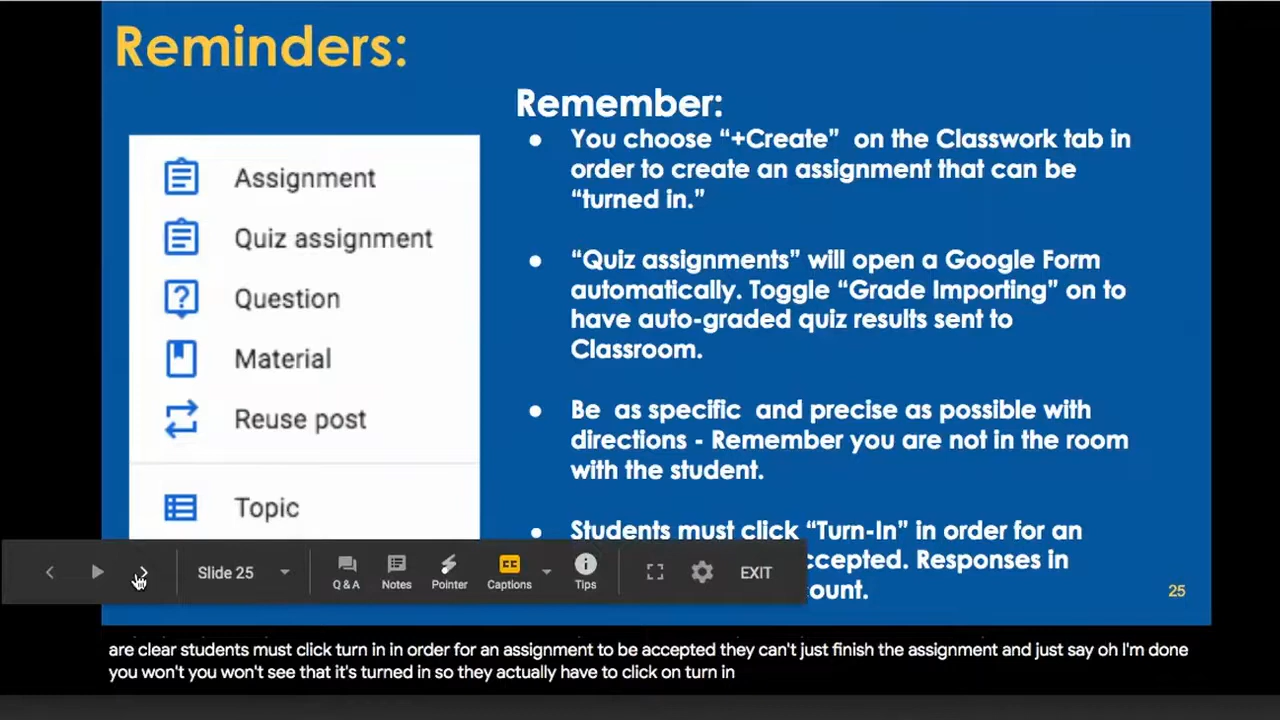 Reminders:
Assignment
Quiz assignment
Question
Material
Reuse post
Topic
Remember:
● You choose “+Create”  on the Classwork tab in
order to create an assignment that can be
“turned in.”
● “Quiz assignments” will open a Google Form
automatically. Toggle “Grade Importing” on to
have auto-graded quiz results sent to
Classroom.
● Be  as specific  and precise as possible with
directions - Remember you are not in the room
with the student.
● Students must click “Turn-In” in order for an
ccepted. Responses in
ount.
25
Slide 25
Q & A
Notes
Pointer
CC
Captions
Tips
EXIT
are clear students must click turn in in order for an assignment to be accepted they can't just finish the assignment and just say oh I'm done
you won't you won't see that it's turned in so they actually have to click on turn in